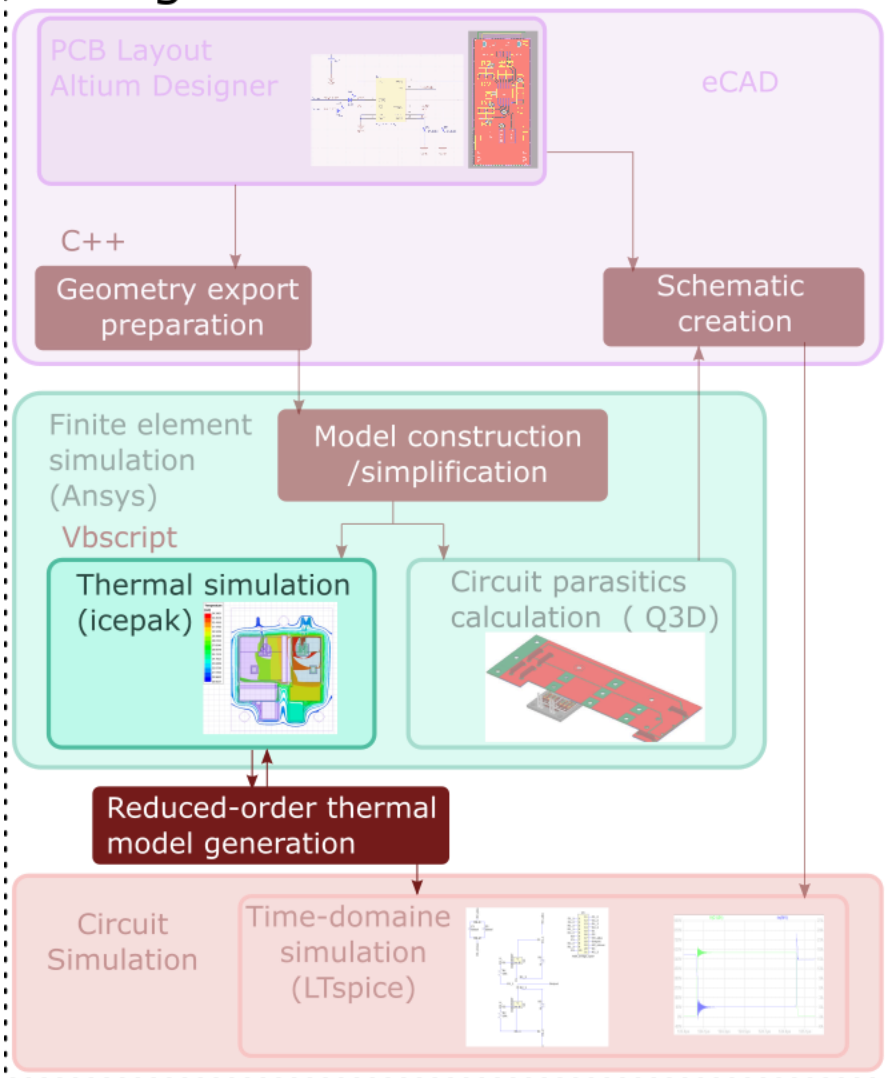 PCB Layout
Altium Designer
eCAD
C++
Geometry export
preparation
Schematic
creation
Finite element
simulation
(Ansys)
Model construction
/simplification
Vbscript
Thermal simulation
(icepak)
Circuit parasitics
calculation ( Q3D)
Reduced-order thermal
model generation
Circuit
Simulation
Time-domaine
simulation
(LTspice)